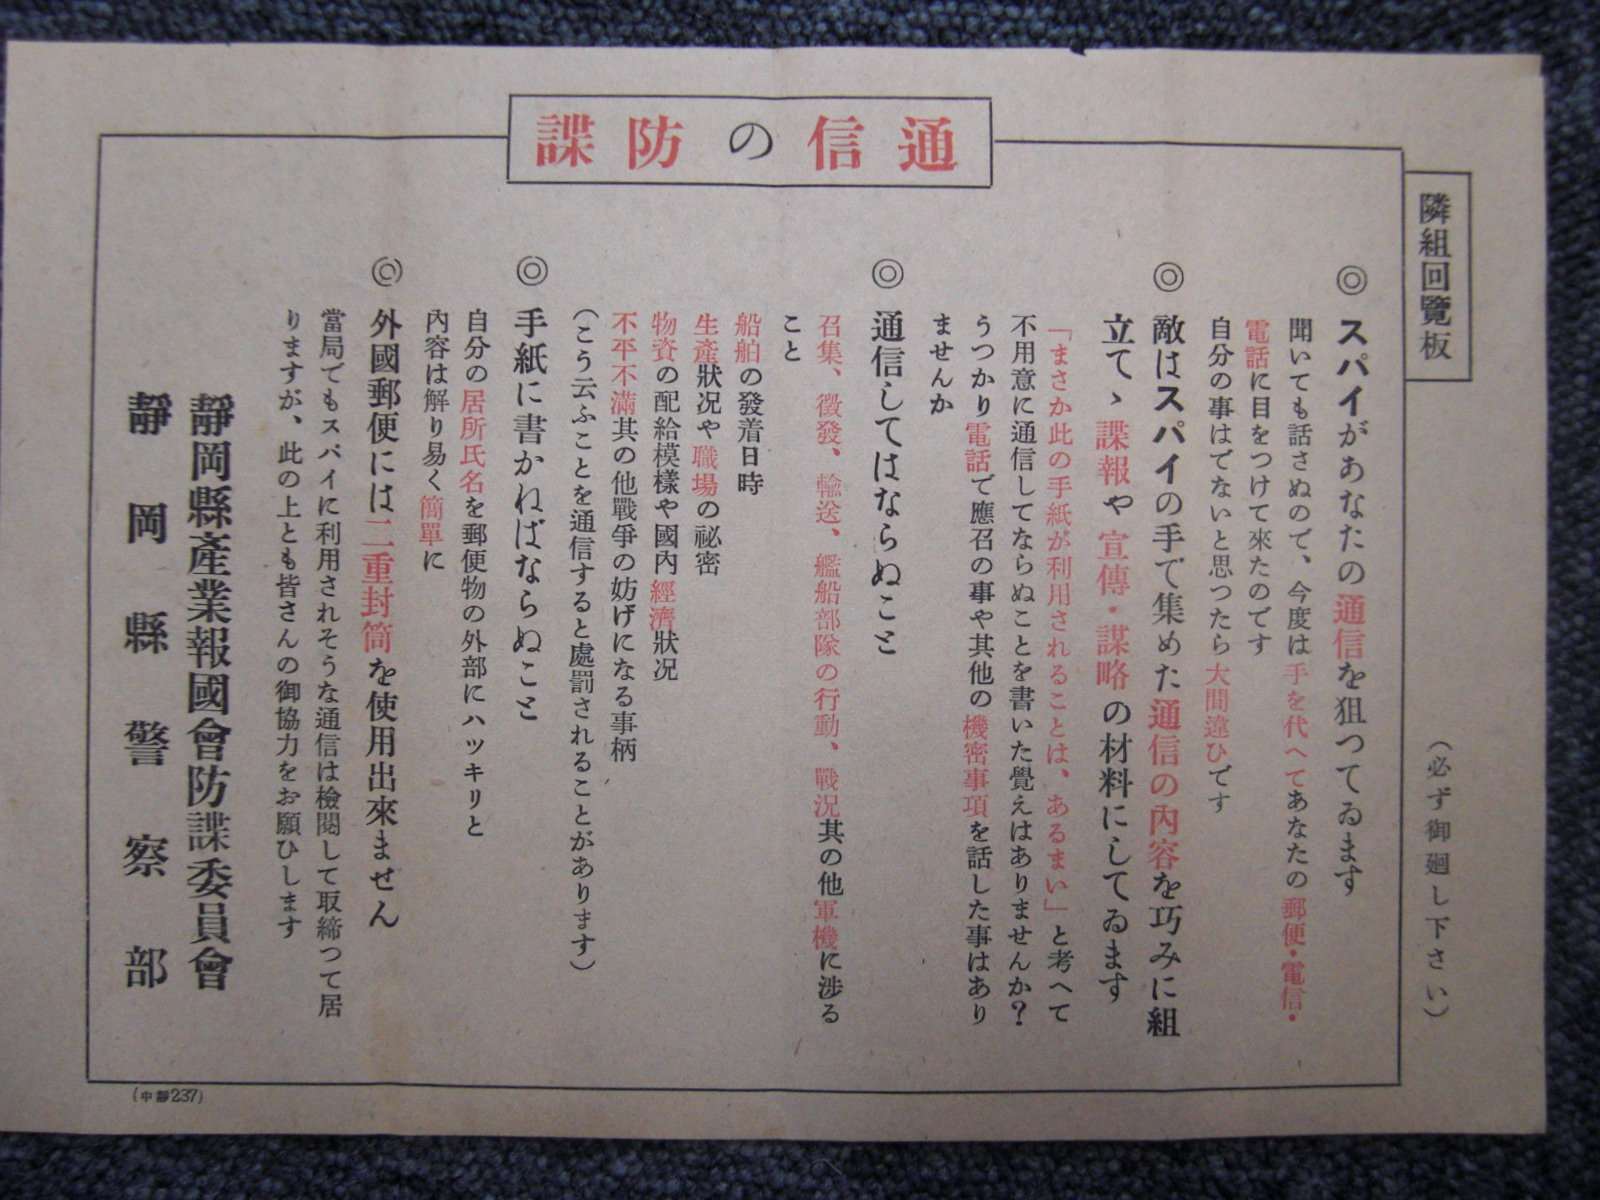 隣組回覽板
（必ず御廻し下さい）
通信の防諜
◎ スパイがあなたの通信を狙つてゐます
聞いても話さぬので、今度は手を代へてあなたの郵便・電信・
電話に目をつけて來たのです
自分の事はでないと思つたら大間違ひです
◎ 敵はスパイの手で集めた通信の內容を巧みに組
立てゝ諜報や宣傳・謀略の材料にしてゐます
「まさか此の手紙が利用されることは、あるまい」と考へて
不用意に通信してならぬことを書いた覺えはありませんか？
うつかり電話で應召の事や其他の機密事項を話した事はあり
ませんか
◎ 通信してはならぬこと
召集、徵發、輸送、艦船部隊の行動、戰況其の他軍機に涉る
こと
船舶の發着日時
生產狀況や職場の祕密
物資の配給模樣や國內經濟狀況
不平不滿其の他戰爭の妨げになる事柄
（こう云ふことを通信すると處罰されることがあります）
◎ 手紙に書かねばならぬこと
自分の居所氏名を郵便物の外部にハツキリと
內容は解り易く簡單に
◎ 外國郵便には二重封筒を使用出來ません
當局でもスパイに利用されそうな通信は檢閱して取締つて居
りますが、此の上とも皆さんの御協力をお願ひします
靜岡縣產業報國會防諜委員會
靜岡縣警察部
（中靜237）